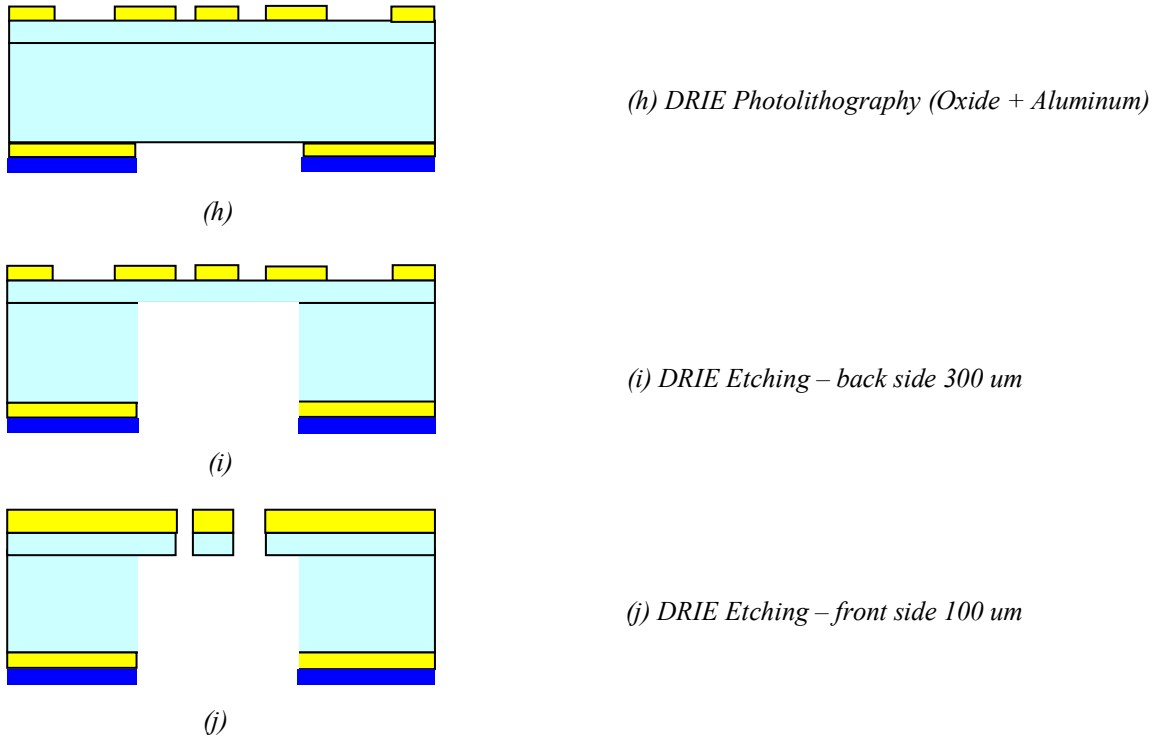 (h) DRIE Photolithography (Oxide + Aluminum)
(h)
(i) DRIE Etching – back side 300 um
(i)
(j) DRIE Etching – front side 100 um
(j)